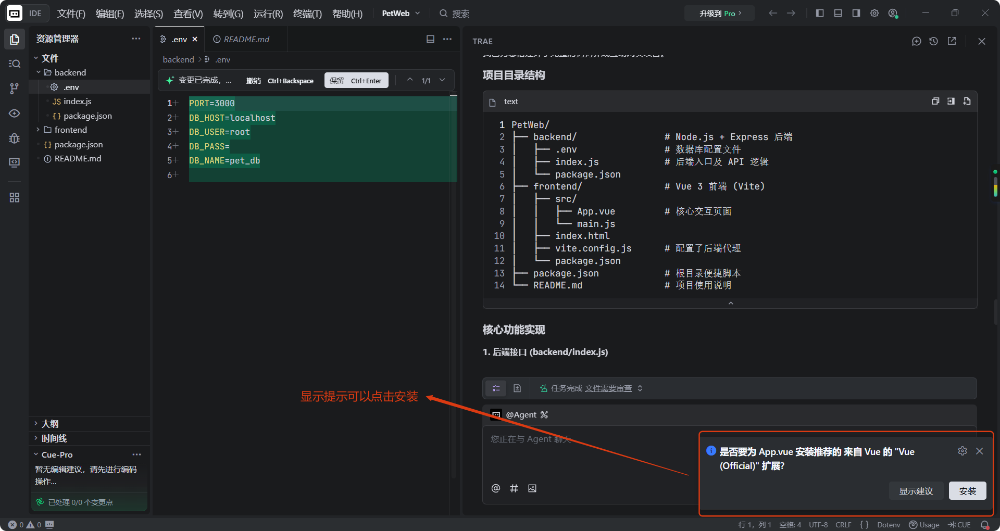 IDE 文件(F) 编辑(E) 选择(S) 查看(V) 转到(G) 运行(R) 终端(T) 帮助(H) PetWeb 搜索 升级到 Pro
资源管理器
文件
backend
.env
JS index.js
{} package.json
frontend
{} package.json
README.md
大纲
时间线
Cue-Pro
暂无编辑建议，请先进行编码
操作...
已处理 0/0 个变更点
.env README.md
backend > .env
变更已完成，... 撤销 Ctrl+Backspace 保留 Ctrl+Enter 1/1
1+ PORT=3000
2+ DB_HOST=localhost
3+ DB_USER=root
4+ DB_PASS=
5+ DB_NAME=pet_db
6+
显示提示可以点击安装
TRAE
项目目录结构
text
1 PetWeb/
2 ├── backend/ # Node.js + Express 后端
3 │ ├── .env # 数据库配置文件
4 │ ├── index.js # 后端入口及 API 逻辑
5 │ └── package.json
6 ├── frontend/ # Vue 3 前端 (Vite)
7 │ ├── src/
8 │ │ ├── App.vue # 核心交互页面
9 │ │ └── main.js
10 │ ├── index.html
11 │ ├── vite.config.js # 配置了后端代理
12 │ └── package.json
13 ├── package.json # 根目录便捷脚本
14 └── README.md # 项目使用说明
核心功能实现
1. 后端接口 (backend/index.js)
任务完成 文件需要审查
@Agent
您正在与 Agent 聊天
@ #
是否要为 App.vue 安装推荐的 来自 Vue 的 "Vue
(Official)" 扩展?
显示建议 安装
0 0 行 1，列 1 空格: 4 UTF-8 CRLF {} Dotenv Usage CUE